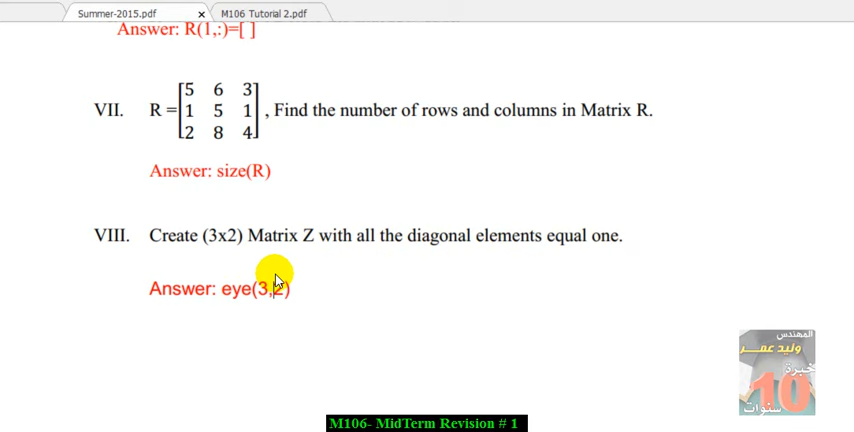 Summer-2015.pdf x M106 Tutorial 2.pdf
Answer: R(1,:)=[ ]
VII. R = [5 6 3
1 5 1
2 8 4] , Find the number of rows and columns in Matrix R.
Answer: size(R)
VIII. Create (3x2) Matrix Z with all the diagonal elements equal one.
Answer: eye(3,2)
المهندس
وليد عمر
خبرة
10
سنوات
M106- MidTerm Revision # 1